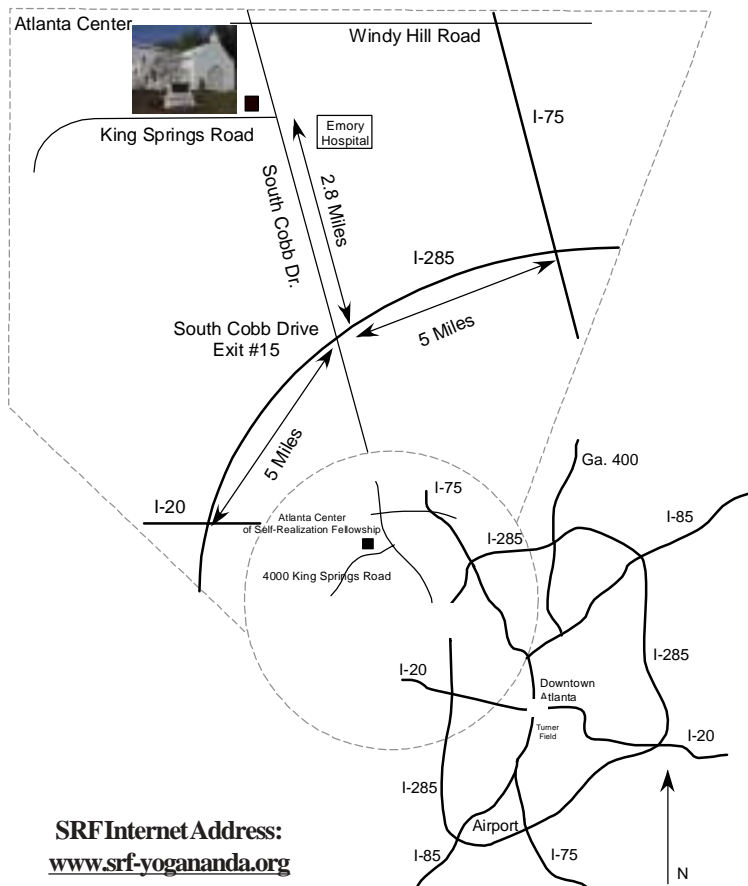 Atlanta Center
Windy Hill Road
I-75
King Springs Road
Emory
Hospital
2.8 Miles
South Cobb Dr.
I-285
5 Miles
South Cobb Drive
Exit #15
5 Miles
I-20
Atlanta Center
of Self-Realization Fellowship
4000 King Springs Road
I-75
Ga. 400
I-85
I-285
I-285
I-20
Downtown
Atlanta
Turner
Field
I-20
I-285
Airport
I-85
I-75
N
SRF Internet Address:
www.srf-yogananda.org